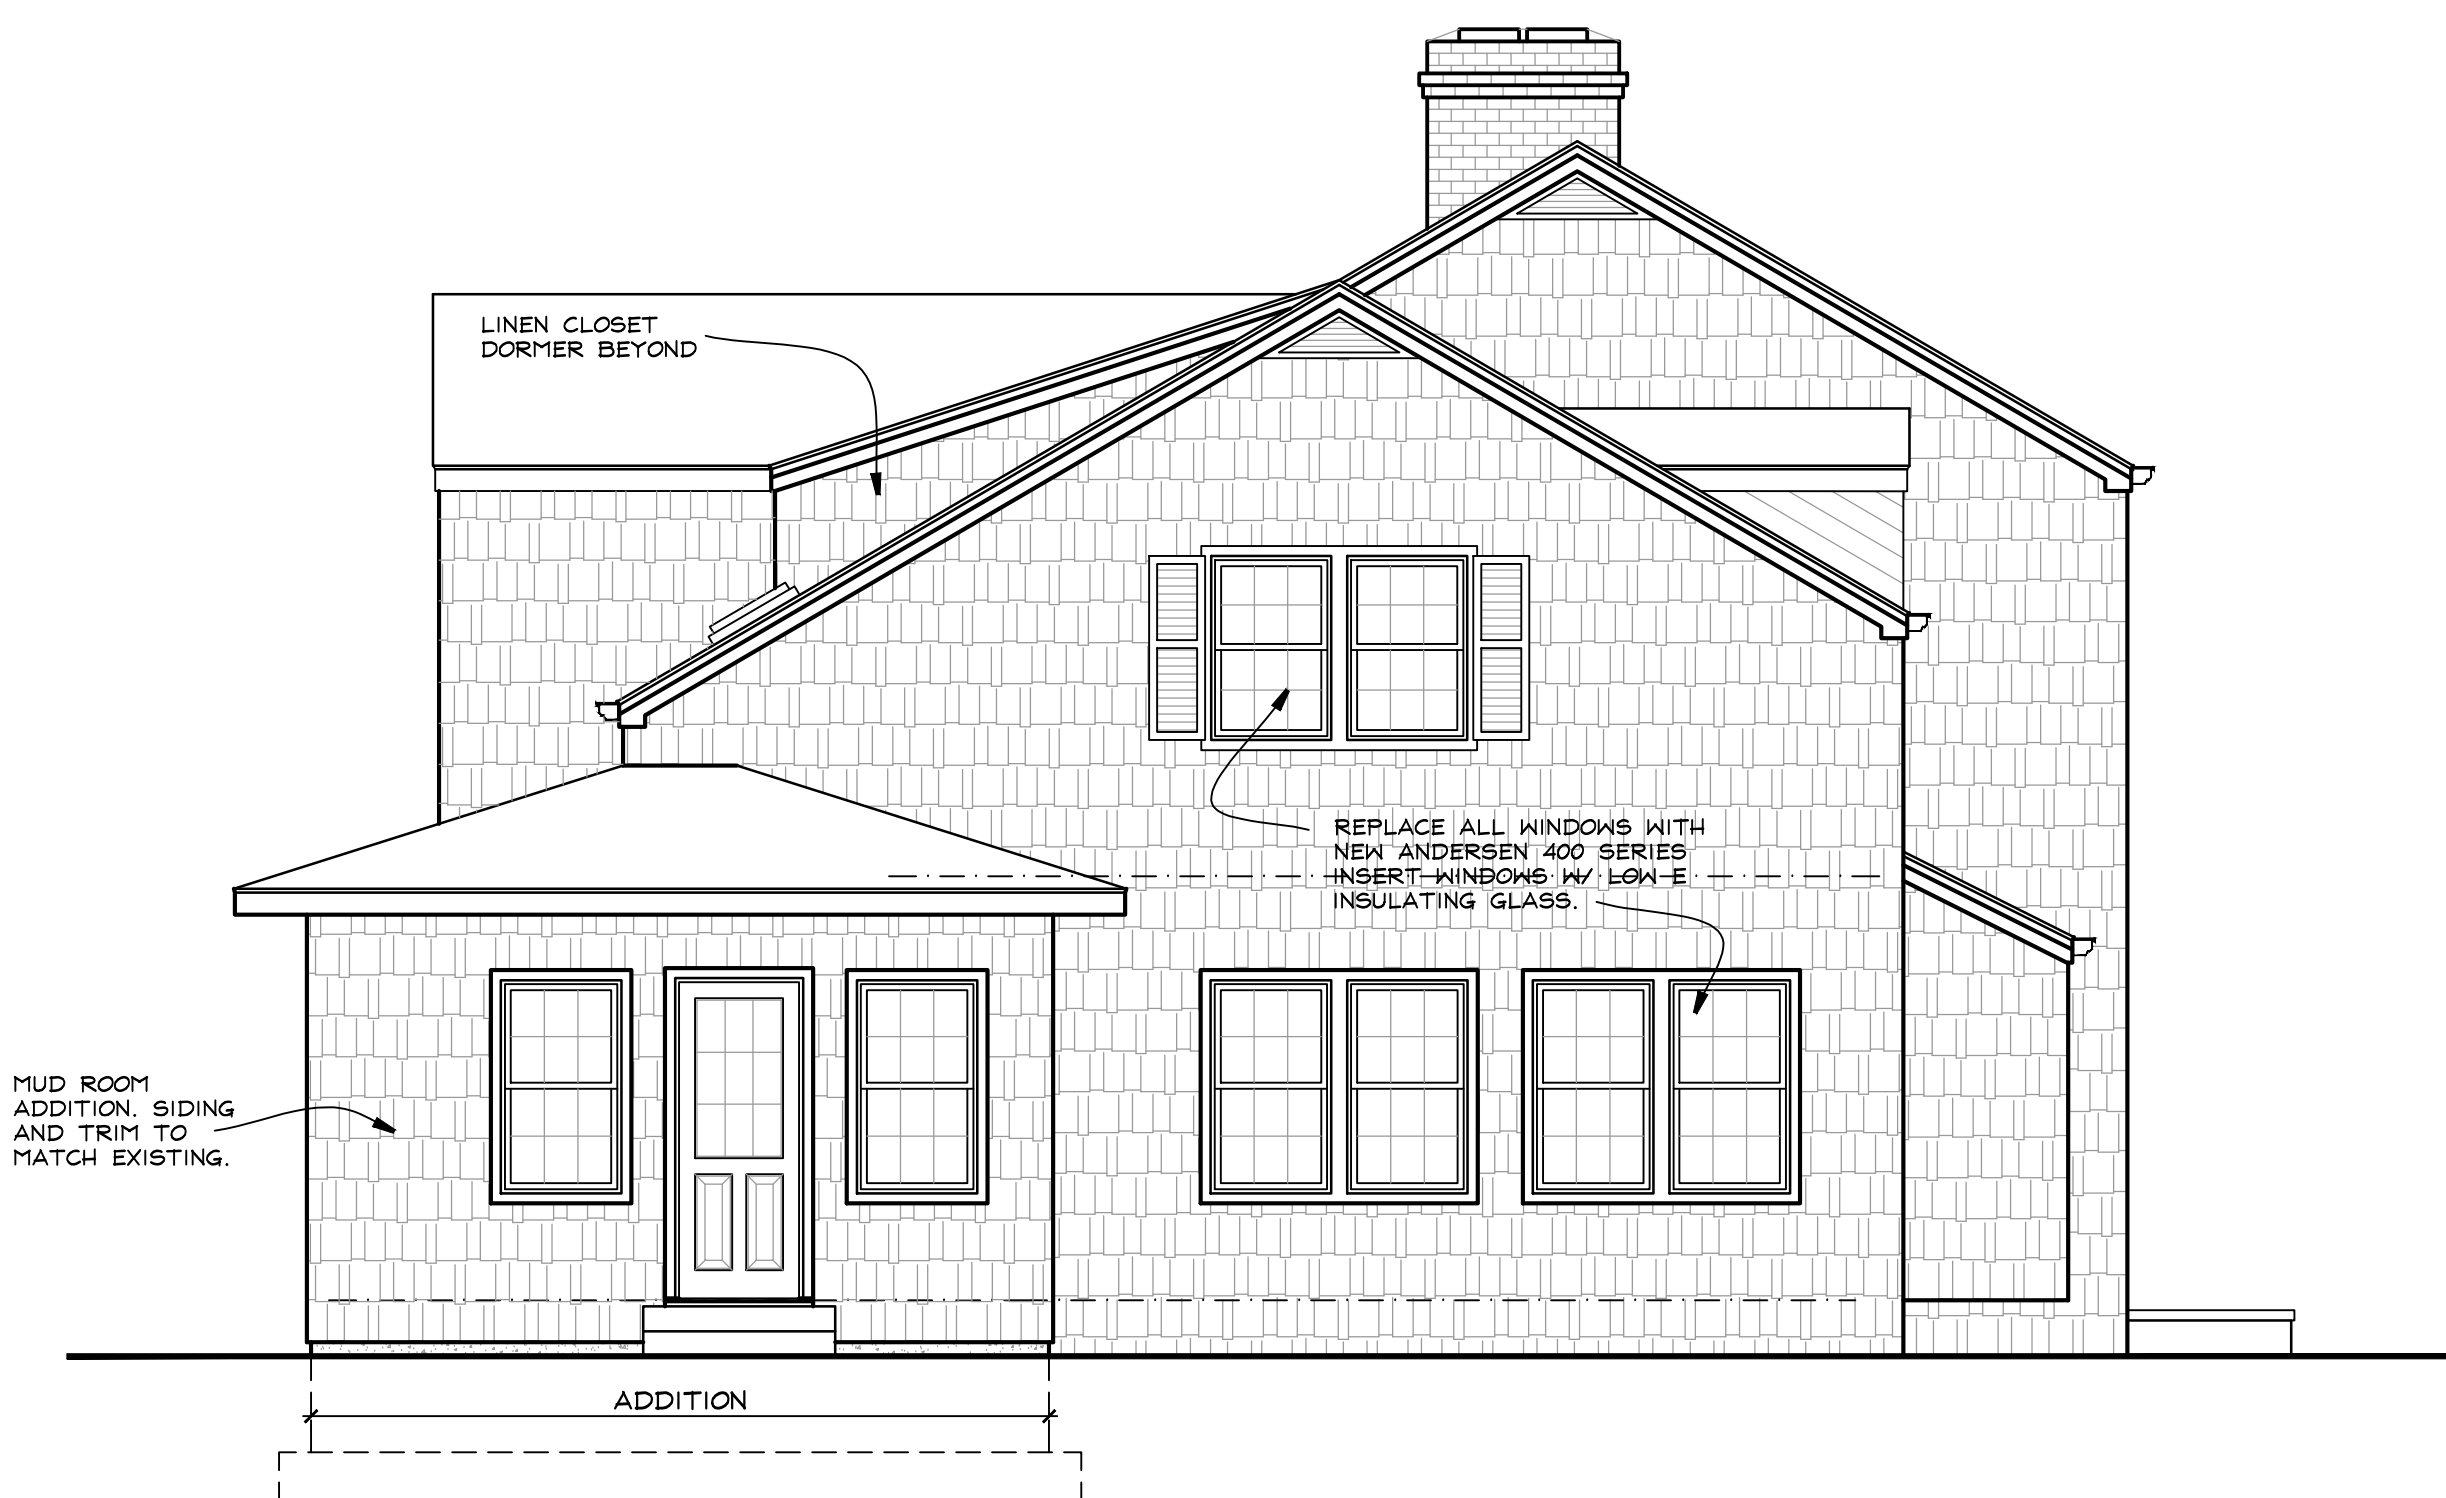 LINEN CLOSET
DORMER BEYOND
REPLACE ALL WINDOWS WITH
NEW ANDERSEN 400 SERIES
INSERT WINDOWS W/ LOW E
INSULATING GLASS.
MUD ROOM
ADDITION. SIDING
AND TRIM TO
MATCH EXISTING.
ADDITION